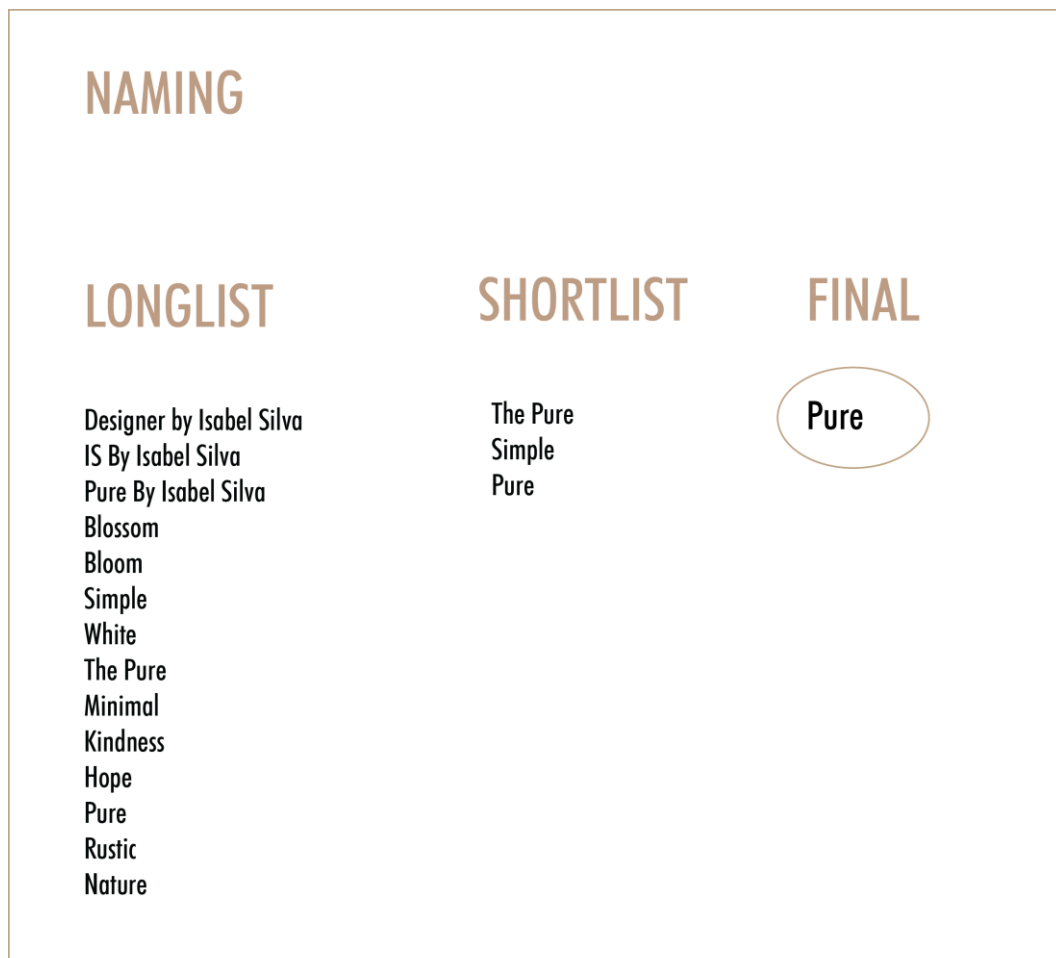 NAMING
LONGLIST
Designer by Isabel Silva
IS By Isabel Silva
Pure By Isabel Silva
Blossom
Bloom
Simple
White
The Pure
Minimal
Kindness
Hope
Pure
Rustic
Nature
SHORTLIST
The Pure
Simple
Pure
FINAL
Pure